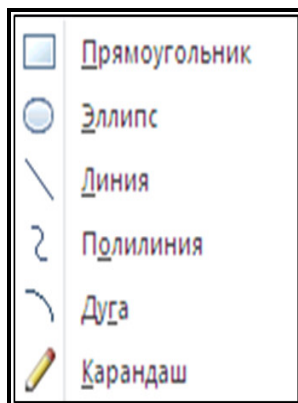 Прямоугольник
Эллипс
Линия
Полилиния
Дуга
Карандаш